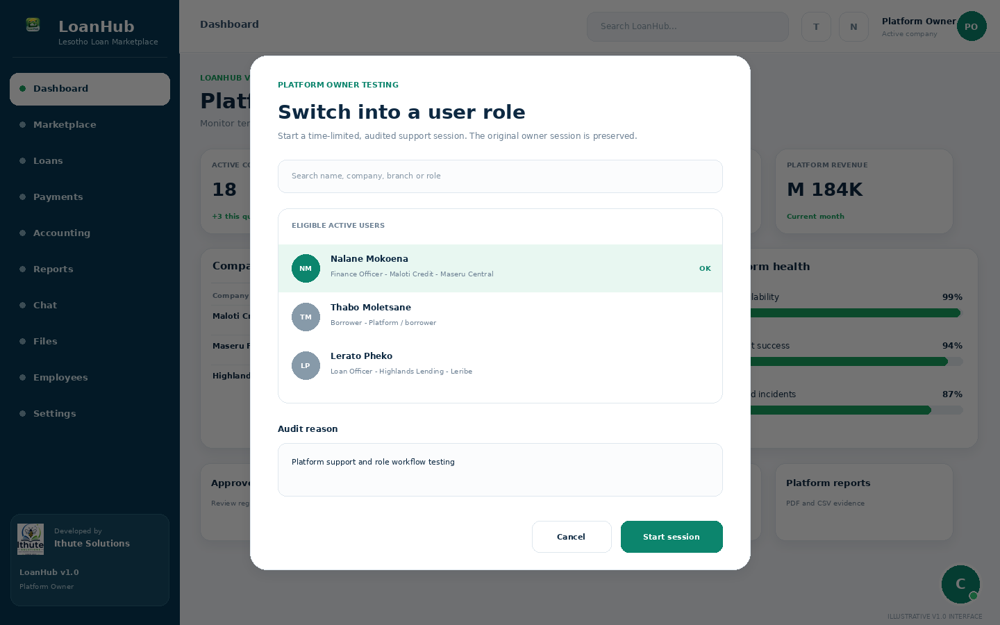 LoanHub
Lesotho Loan Marketplace
Dashboard
Marketplace
Loans
Payments
Accounting
Reports
Chat
Files
Employees
Settings
Ithute
Developed by
Ithute Solutions
LoanHub v1.0
Platform Owner
Dashboard
Search LoanHub...
T
N
Platform Owner
Active company
PO
LOANHUB V
Platf
Monitor ter
ACTIVE CO
18
+3 this qu
PLATFORM REVENUE
M 184K
Current month
Compa
Company
Maloti Cr
Maseru F
Highland
orm health
lability
99%
t success
94%
d incidents
87%
Approve
Review reg
Platform reports
PDF and CSV evidence
PLATFORM OWNER TESTING
Switch into a user role
Start a time-limited, audited support session. The original owner session is preserved.
Search name, company, branch or role
ELIGIBLE ACTIVE USERS
NM
Nalane Mokoena
Finance Officer - Maloti Credit - Maseru Central
OK
TM
Thabo Moletsane
Borrower - Platform / borrower
LP
Lerato Pheko
Loan Officer - Highlands Lending - Leribe
Audit reason
Platform support and role workflow testing
Cancel
Start session
C
ILLUSTRATIVE V1.0 INTERFACE